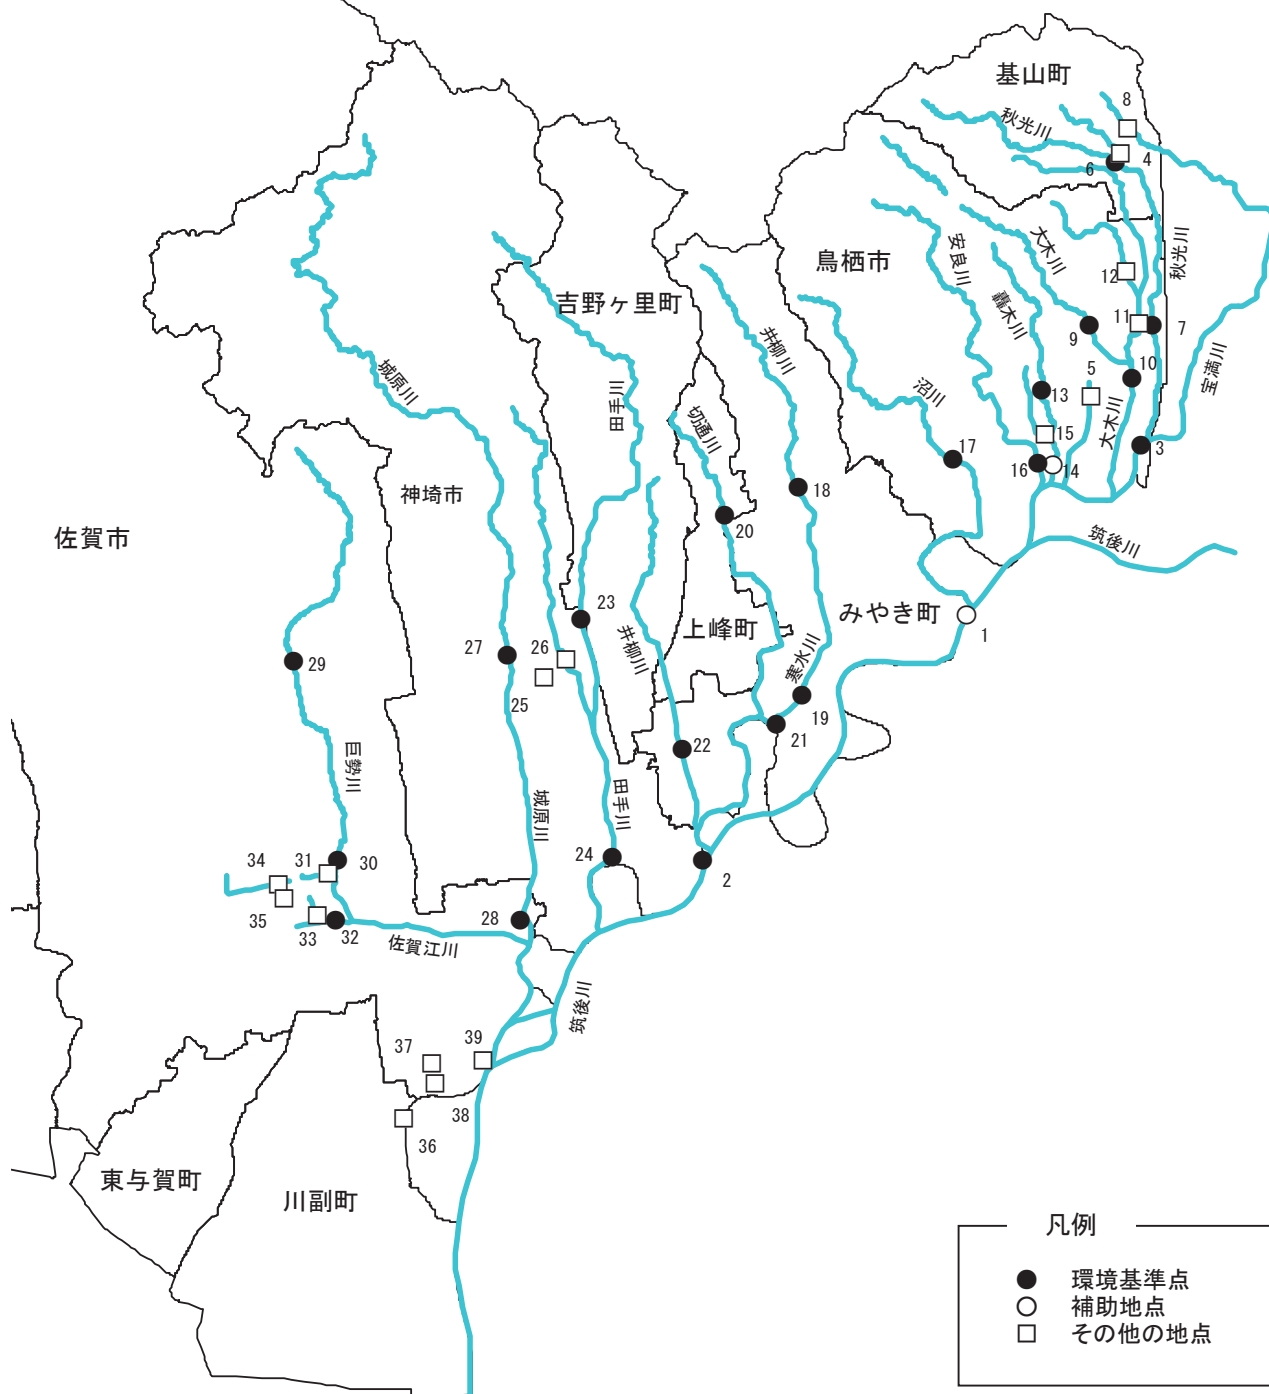 基山町
8
秋光川
4
6
大木川
安良川
秋光川
鳥栖市
12
轟木川
吉野ヶ里町
井柳川
11
7
9
宝満川
城原川
田手川
沼川
5
10
13
切通川
大木川
15
3
17
16
14
神埼市
18
佐賀市
20
筑後川
23
みやき町
1
上峰町
井柳川
27
26
29
寒水川
25
19
21
22
巨勢川
田手川
城原川
24
34
31
30
2
35
28
33
32
佐賀江川
筑後川
39
37
38
36
東与賀町
川副町
凡例
環境基準点
補助地点
その他の地点